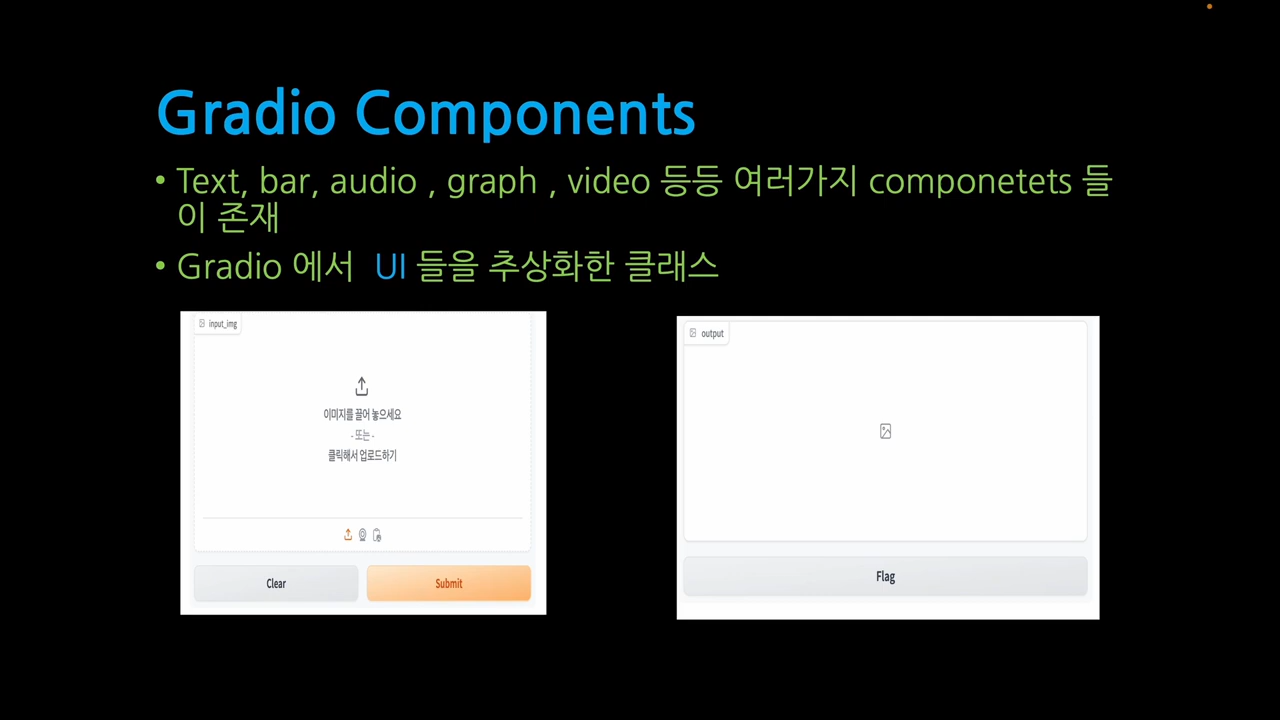 Gradio Components
• Text, bar, audio , graph , video 등등 여러가지 componetets 들
이 존재
• Gradio 에서 UI 들을 추상화한 클래스
input_img
이미지를 끌어 놓으세요
- 또는 -
클릭해서 업로드하기
Clear
Submit
output
Flag